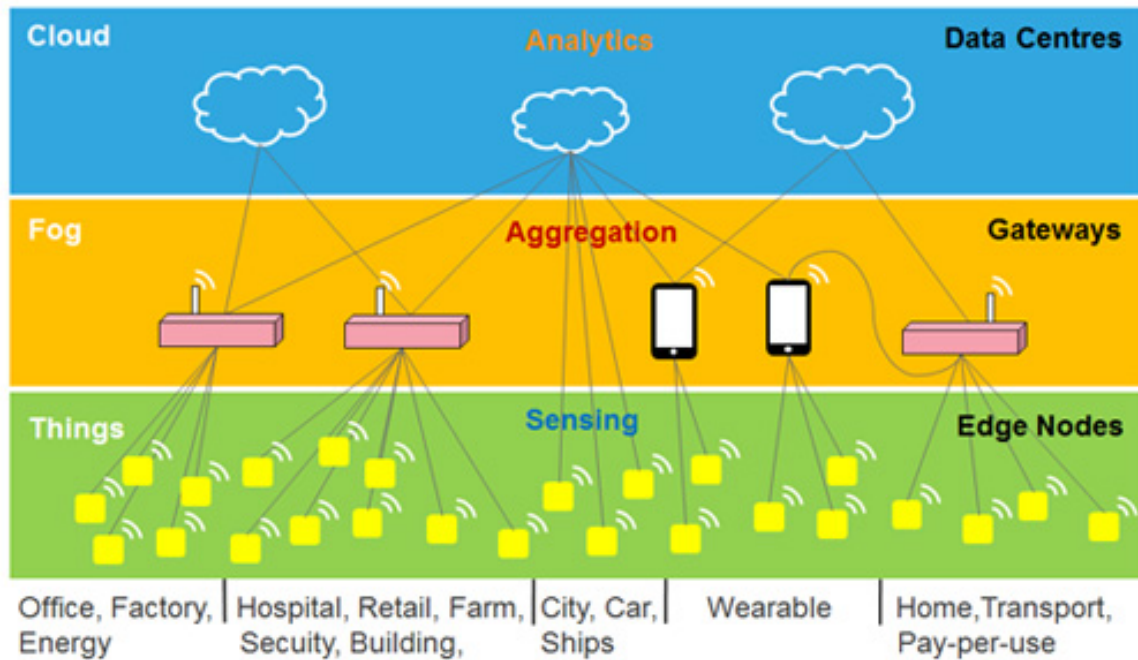 Cloud Analytics Data Centres
Fog Aggregation Gateways
Things Sensing Edge Nodes
Office, Factory, Hospital, Retail, Farm, City, Car, Wearable Home,Transport,
Energy Secuity, Building, Ships Pay-per-use